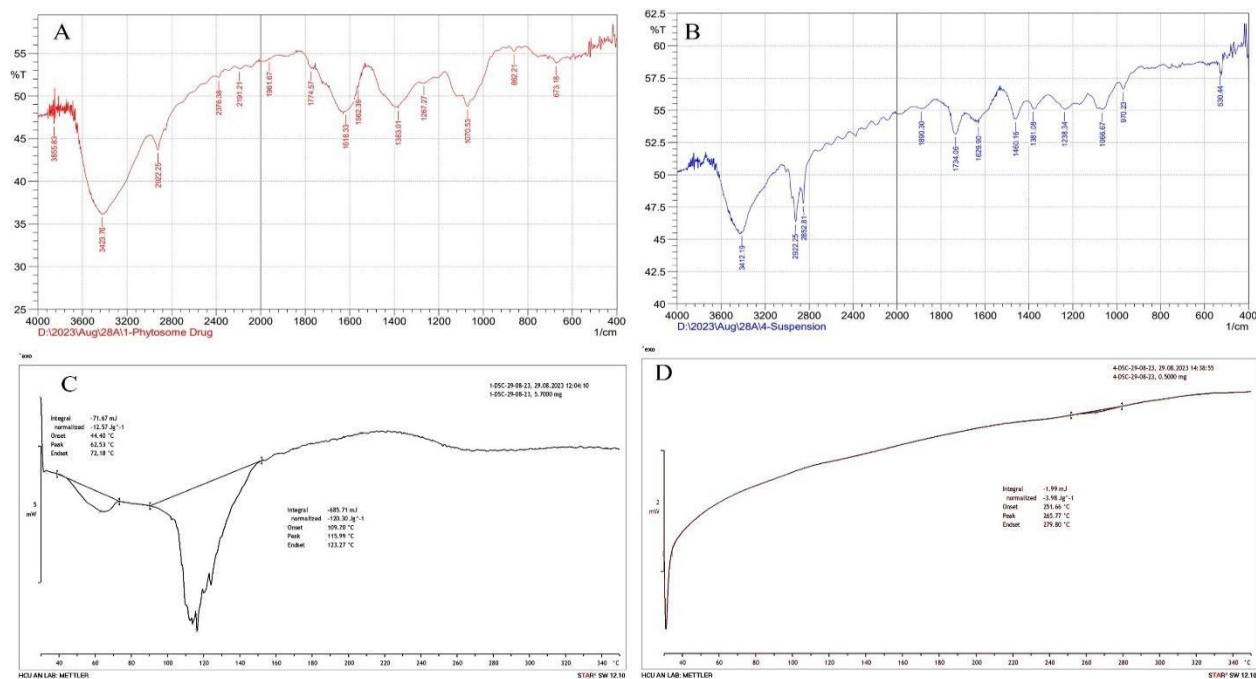 A
%T
55
50
45
40
35
30
25
3855.83
3423.76
2922.25
2376.38
2191.21
1961.67
1774.57
1618.33
1562.39
1383.01
1267.27
1070.53
862.21
673.18
4000 3600 3200 2800 2400 2000 1800 1600 1400 1200 1000 800 600 400
1/cm
D:\2023\Aug\28A\1-Phytosome Drug
B
62.5
%T
60
57.5
55
52.5
50
47.5
45
42.5
40
3412.19
2922.25
2852.81
1890.30
1734.06
1629.90
1460.16
1381.08
1238.34
1066.67
970.23
530.44
4000 3600 3200 2800 2400 2000 1800 1600 1400 1200 1000 800 600 400
1/cm
D:\2023\Aug\28A\4-Suspension
^exo
C
1-DSC-29-08-23, 29.08.2023 12:04:10
1-DSC-29-08-23, 5.7000 mg
Integral -71.67 mJ
normalized -12.57 Jg^-1
Onset 44.40 °C
Peak 62.53 °C
Endset 72.18 °C
5
mW
Integral -685.71 mJ
normalized -120.30 Jg^-1
Onset 109.70 °C
Peak 115.99 °C
Endset 123.27 °C
40 60 80 100 120 140 160 180 200 220 240 260 280 300 320 340 °C
HCU AN LAB: METTLER
STARe SW 12.10
^exo
D
4-DSC-29-08-23, 29.08.2023 14:38:55
4-DSC-29-08-23, 0.5000 mg
2
mW
Integral -1.99 mJ
normalized -3.98 Jg^-1
Onset 251.66 °C
Peak 265.77 °C
Endset 279.80 °C
40 60 80 100 120 140 160 180 200 220 240 260 280 300 320 340 °C
HCU AN LAB: METTLER
STARe SW 12.10